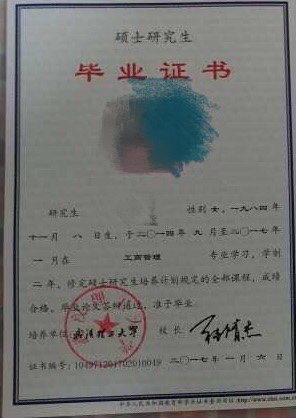 硕士研究生
毕业证书
研究生 性别 女，一九八四年
十一月 八 日生，于二〇一四年 九 月至二〇一七年
一 月在 工商管理 专业学习，学制
二 年，修完硕士研究生培养计划规定的全部课程，成绩
合格，毕业论文答辩通过，准予毕业。
培养单位：武汉理工大学 校 长：
证书编号：104971201702010049 二〇一七年 一 月 六 日